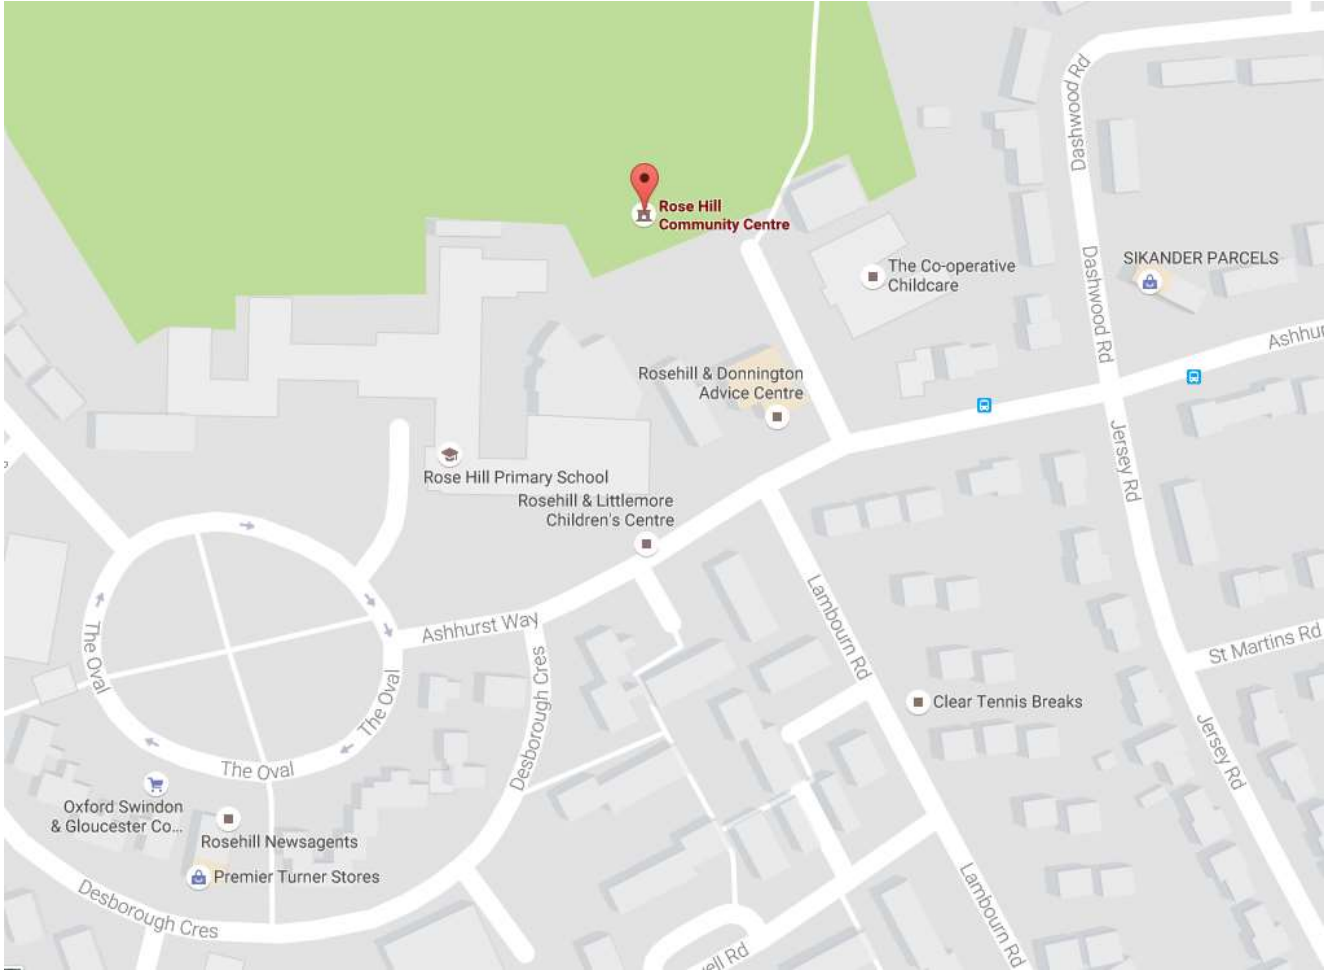 Dashwood Rd
Rose Hill
Community Centre
The Co-operative
Childcare
SIKANDER PARCELS
Dashwood Rd
Rosehill & Donnington
Advice Centre
Jersey Rd
Rose Hill Primary School
Rosehill & Littlemore
Children's Centre
Ashhurst Way
The Oval
The Oval
The Oval
Desborough Cres
Lambourn Rd
St Martins Rd
Clear Tennis Breaks
Jersey Rd
Oxford Swindon
& Gloucester Co...
Rosehill Newsagents
Premier Turner Stores
Desborough Cres
Lambourn Rd
Rd